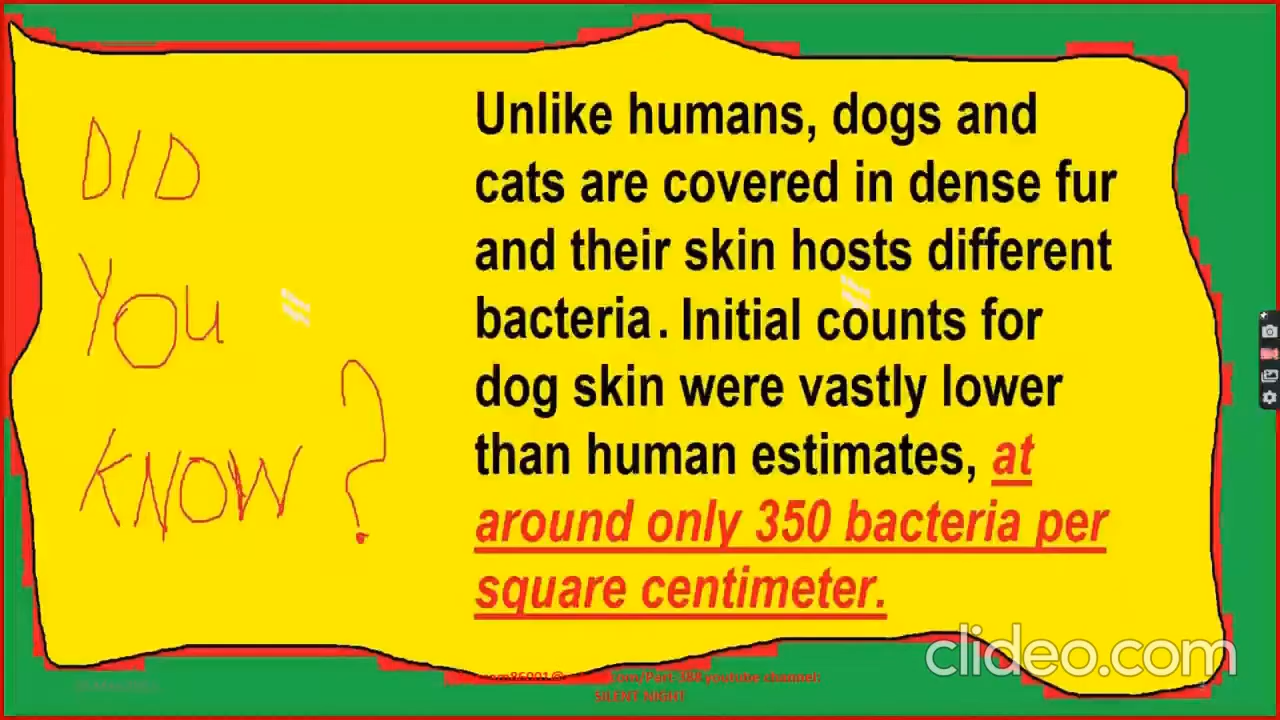 DID
YOU
KNOW?
Unlike humans, dogs and
cats are covered in dense fur
and their skin hosts different
bacteria. Initial counts for
dog skin were vastly lower
than human estimates, at
around only 350 bacteria per
square centimeter.
clideo.com
SILENT NIGHT